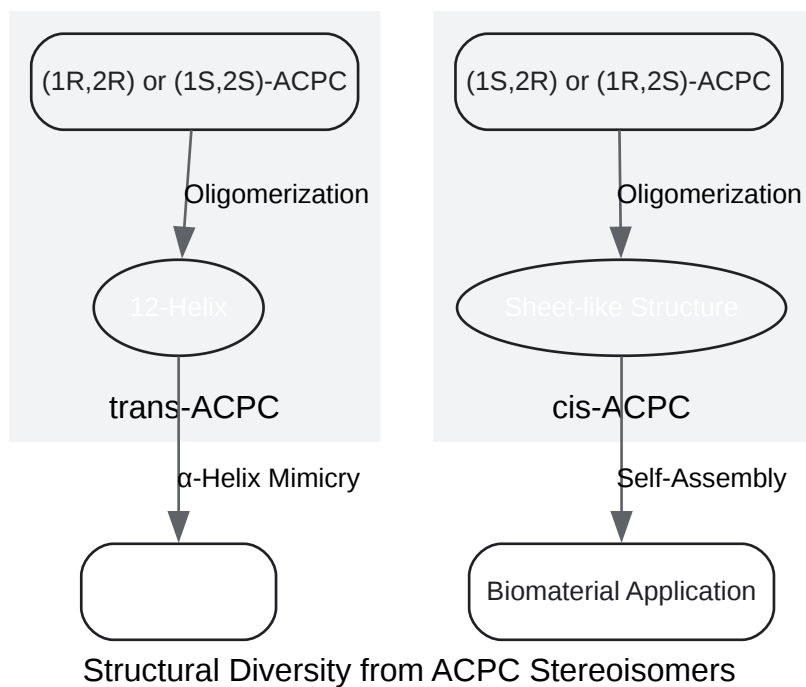 (1R,2R) or (1S,2S)-ACPC
Oligomerization
12-Helix
trans-ACPC
α-Helix Mimicry
(1S,2R) or (1R,2S)-ACPC
Oligomerization
Sheet-like Structure
cis-ACPC
Self-Assembly
Biomaterial Application
Structural Diversity from ACPC Stereoisomers